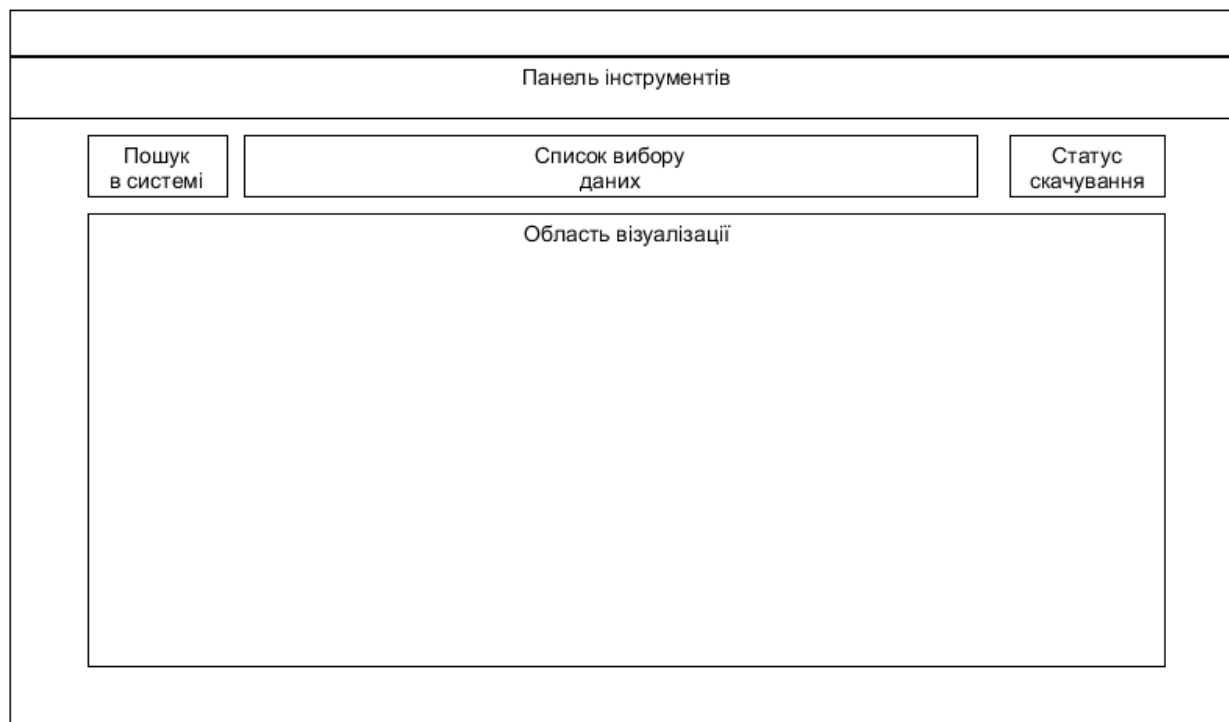 Панель інструментів
Пошук
в системі
Список вибору
даних
Статус
скачування
Область візуалізації